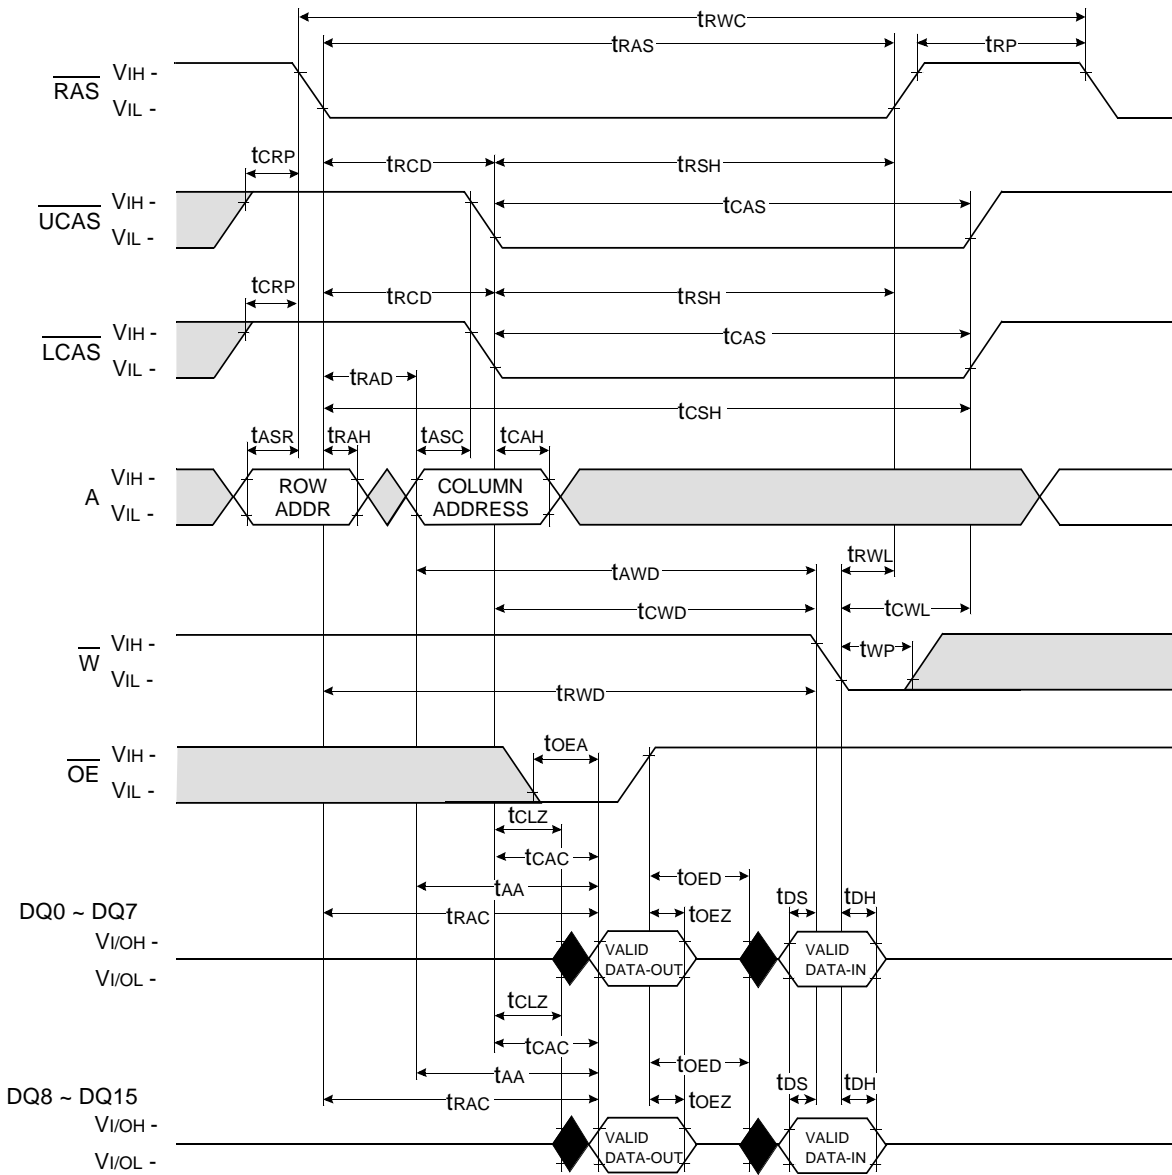 tRWC
tRAS
tRP
RAS
VIH -
VIL -
tCRP
tRCD
tRSH
UCAS
VIH -
VIL -
tCAS
tCRP
tRCD
tRSH
LCAS
VIH -
VIL -
tCAS
tRAD
tCSH
tASR
tRAH
tASC
tCAH
A
VIH -
VIL -
ROW
ADDR
COLUMN
ADDRESS
tRWL
tAWD
tCWD
tCWL
W
VIH -
VIL -
tWP
tRWD
OE
VIH -
VIL -
tOEA
tCLZ
tCAC
tAA
tOED
tRAC
tOEZ
tDS
tDH
DQ0 ~ DQ7
VI/OH -
VI/OL -
VALID
DATA-OUT
VALID
DATA-IN
tCLZ
tCAC
tOED
tAA
tRAC
tOEZ
tDS
tDH
DQ8 ~ DQ15
VI/OH -
VI/OL -
VALID
DATA-OUT
VALID
DATA-IN